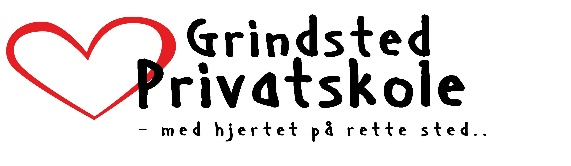 Grindsted
Privatskole
- med hjertet på rette sted..